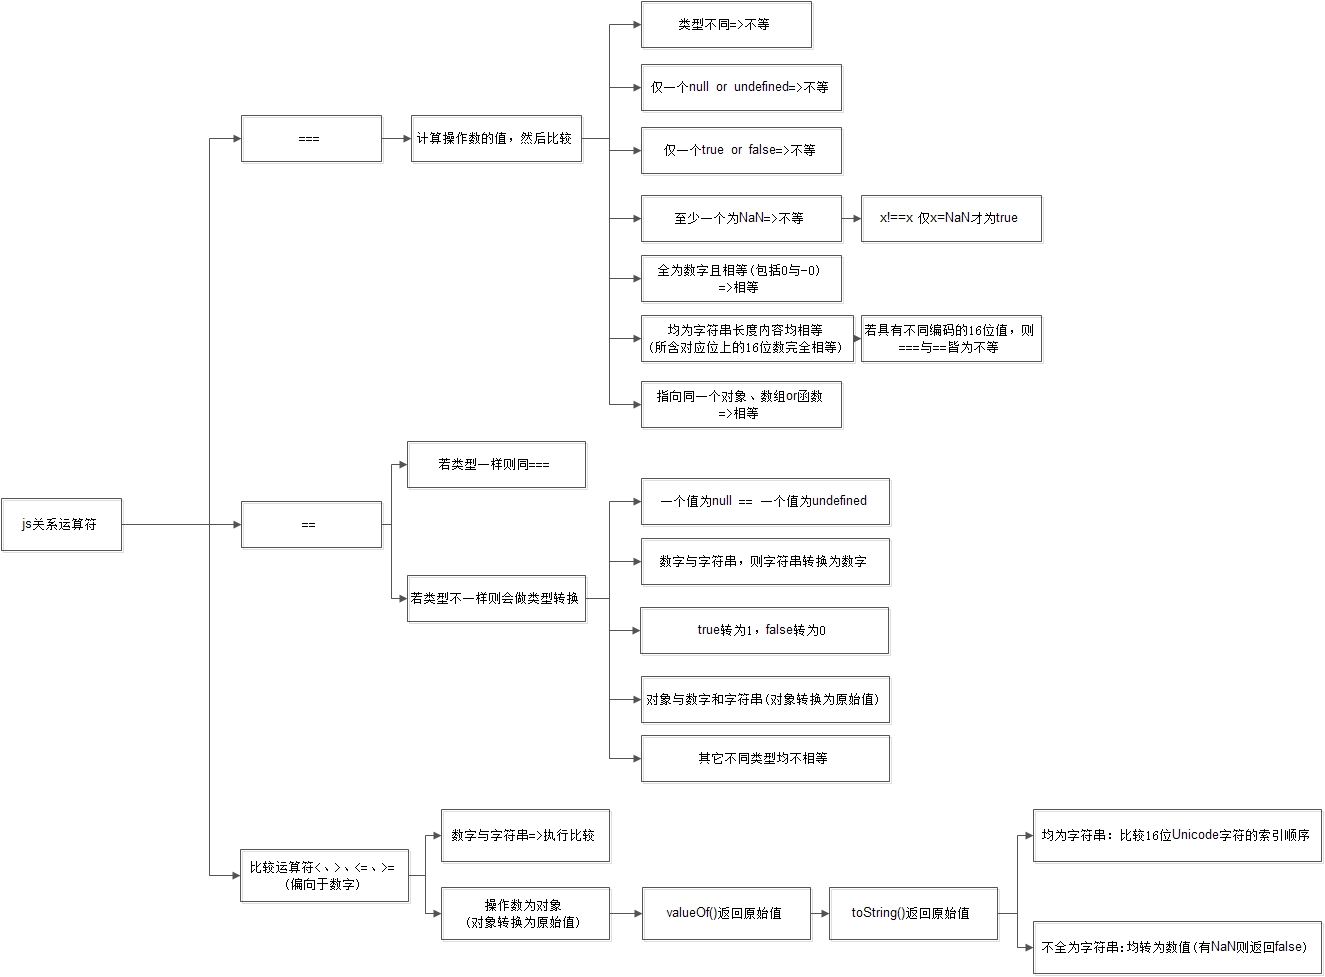 js关系运算符
===
计算操作数的值，然后比较
类型不同=>不等
仅一个null or undefined=>不等
仅一个true or false=>不等
至少一个为NaN=>不等
x!==x 仅x=NaN才为true
全为数字且相等(包括0与-0)
=>相等
均为字符串长度内容均相等
(所含对应位上的16位数完全相等)
若具有不同编码的16位值，则
===与==皆为不等
指向同一个对象、数组or函数
=>相等
==
若类型一样则同===
若类型不一样则会做类型转换
一个值为null == 一个值为undefined
数字与字符串，则字符串转换为数字
true转为1，false转为0
对象与数字和字符串(对象转换为原始值)
其它不同类型均不相等
比较运算符<、>、<=、>=
(偏向于数字)
数字与字符串=>执行比较
操作数为对象
(对象转换为原始值)
valueOf()返回原始值
toString()返回原始值
均为字符串：比较16位Unicode字符的索引顺序
不全为字符串:均转为数值(有NaN则返回false)